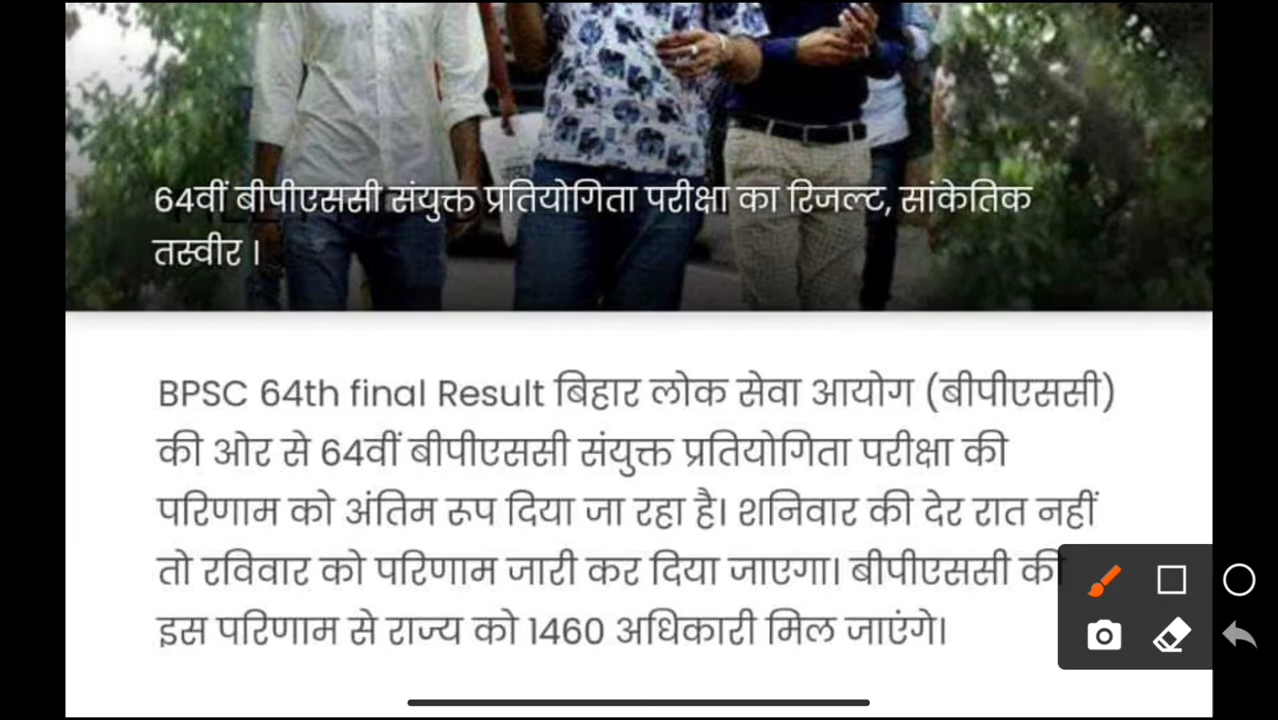 64वीं बीपीएससी संयुक्त प्रतियोगिता परीक्षा का रिजल्ट, सांकेतिक
तस्वीर ।
BPSC 64th final Result बिहार लोक सेवा आयोग (बीपीएससी)
की ओर से 64वीं बीपीएससी संयुक्त प्रतियोगिता परीक्षा की
परिणाम को अंतिम रूप दिया जा रहा है। शनिवार की देर रात नहीं
तो रविवार को परिणाम जारी कर दिया जाएगा। बीपीएससी की
इस परिणाम से राज्य को 1460 अधिकारी मिल जाएंगे।